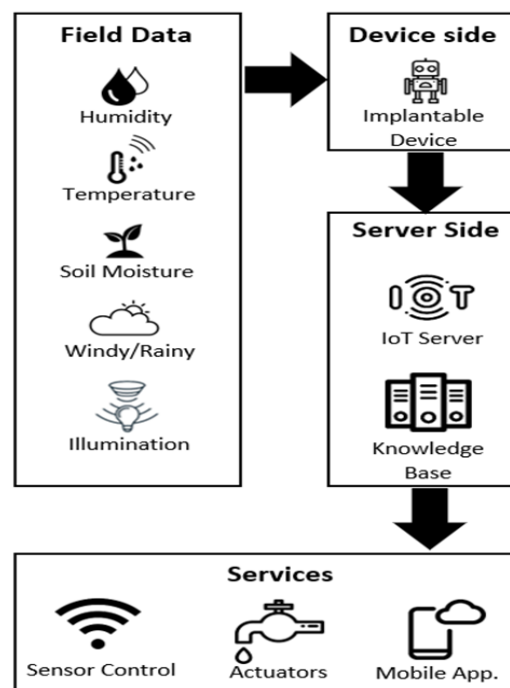 Field Data
Humidity
Temperature
Soil Moisture
Windy/Rainy
Illumination
Device side
Implantable
Device
Server Side
IOT
IoT Server
Knowledge
Base
Services
Sensor Control
Actuators
Mobile App.